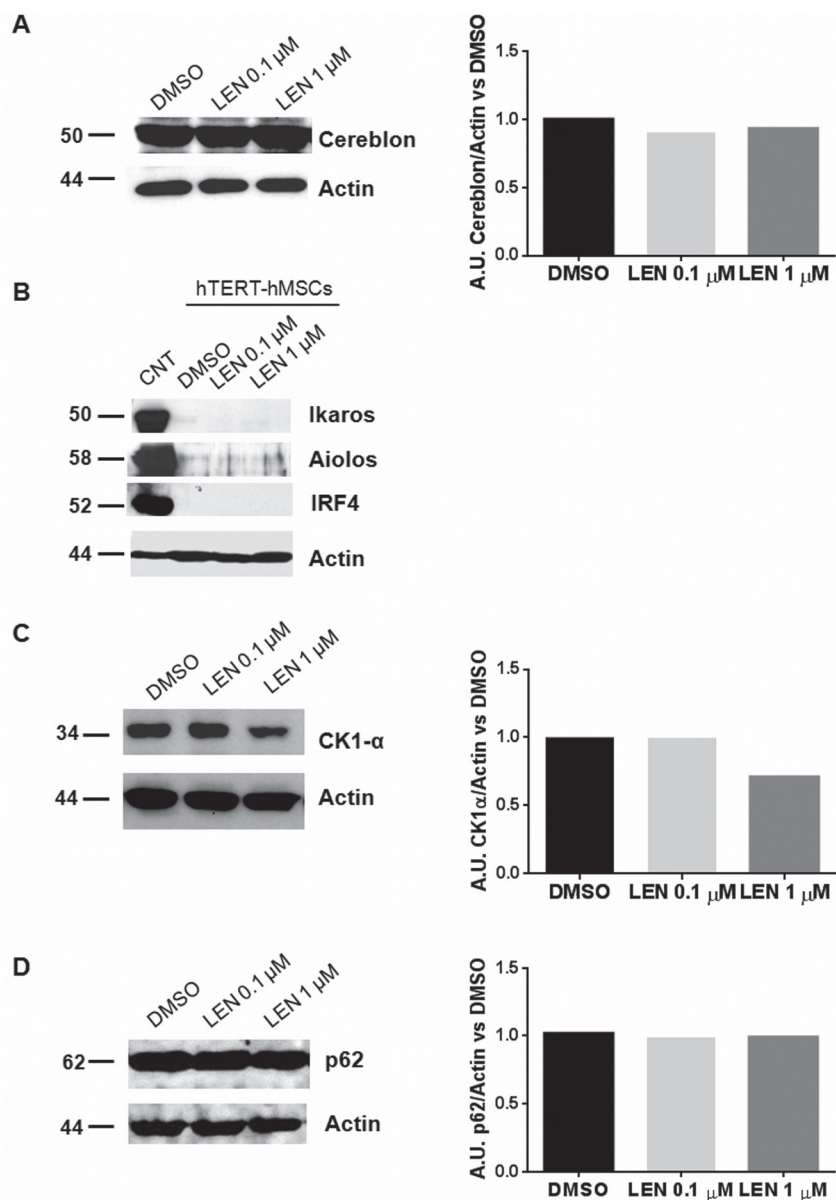 A
DMSO
LEN 0.1 µM
LEN 1 µM
50
Cereblon
44
Actin
A.U. Cereblon/Actin vs DMSO
1.5
1.0
0.5
0.0
DMSO LEN 0.1 µM LEN 1 µM
B
hTERT-hMSCs
CNT
DMSO
LEN 0.1 µM
LEN 1 µM
50
Ikaros
58
Aiolos
52
IRF4
44
Actin
C
DMSO
LEN 0.1 µM
LEN 1 µM
34
CK1-α
44
Actin
A.U. CK1α/Actin vs DMSO
1.5
1.0
0.5
0.0
DMSO LEN 0.1 µM LEN 1 µM
D
DMSO
LEN 0.1 µM
LEN 1 µM
62
p62
44
Actin
A.U. p62/Actin vs DMSO
1.5
1.0
0.5
0.0
DMSO LEN 0.1 µM LEN 1 µM